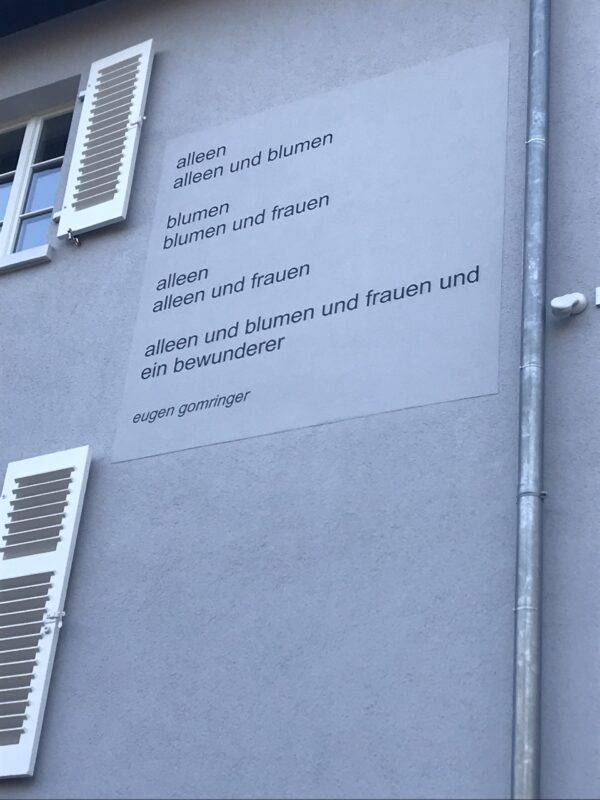 alleen
alleen und blumen
blumen
blumen und frauen
alleen
alleen und frauen
alleen und blumen und frauen und
ein bewunderer
eugen gomringer